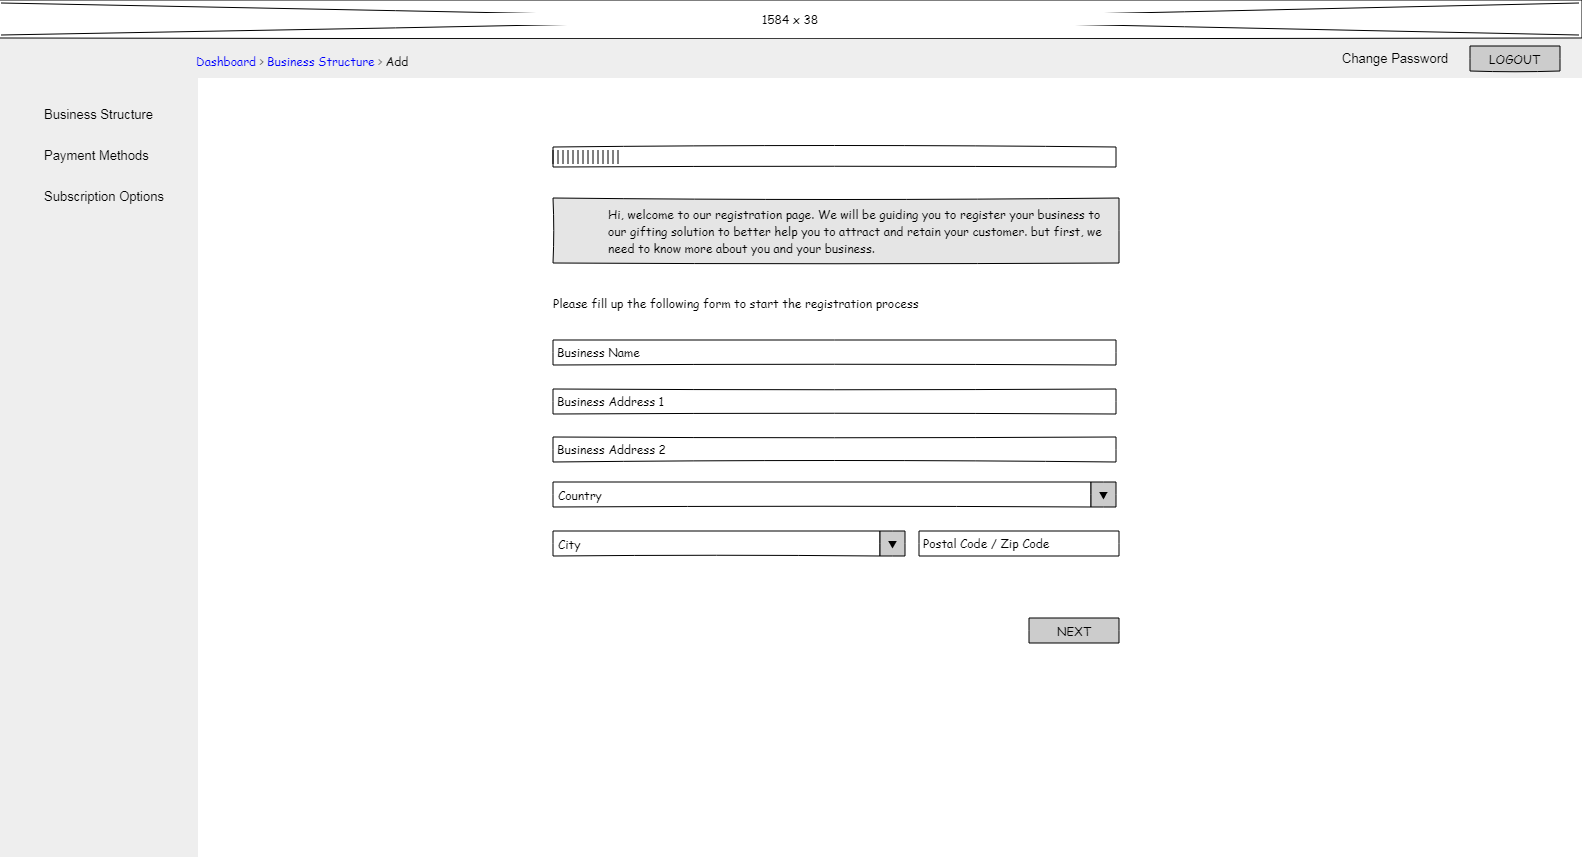 1584 x 38
Dashboard > Business Structure > Add
Change Password
LOGOUT
Business Structure
Payment Methods
Subscription Options
Hi, welcome to our registration page. We will be guiding you to register your business to
our gifting solution to better help you to attract and retain your customer. but first, we
need to know more about you and your business.
Please fill up the following form to start the registration process
Business Name
Business Address 1
Business Address 2
Country
City
Postal Code / Zip Code
NEXT